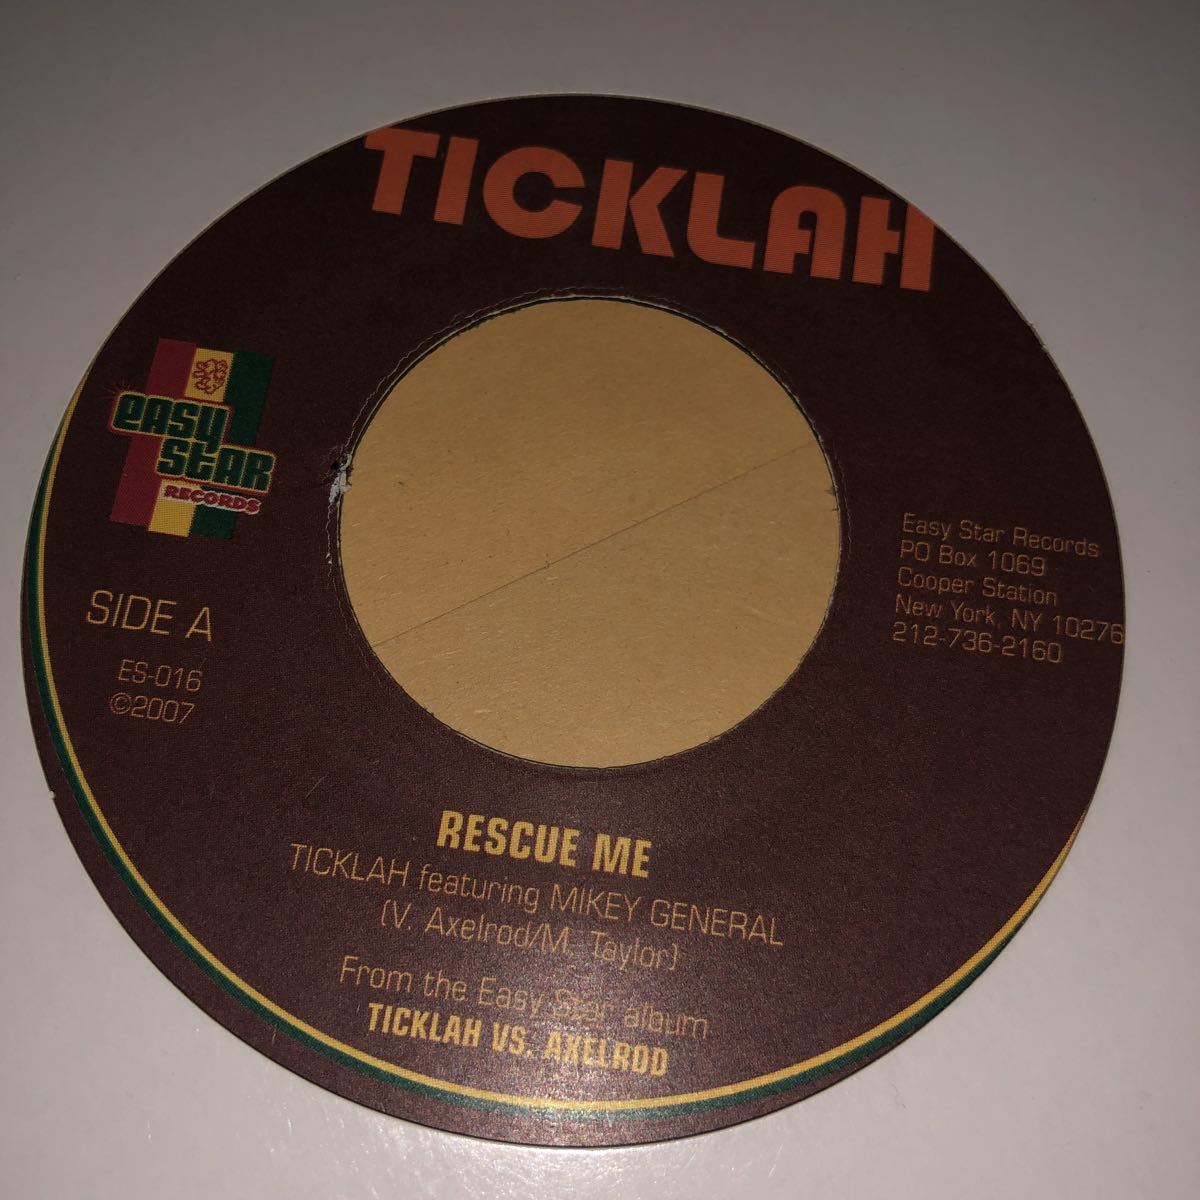 TICKLAH
easy
staR
RECORDS
SIDE A
ES-016
©2007
Easy Star Records
PO Box 1069
Cooper Station
New York, NY 10276
212-736-2160
RESCUE ME
TICKLAH featuring MIKEY GENERAL
(V. Axelrod/M. Taylor)
From the Easy Star album
TICKLAH VS. AXELROD